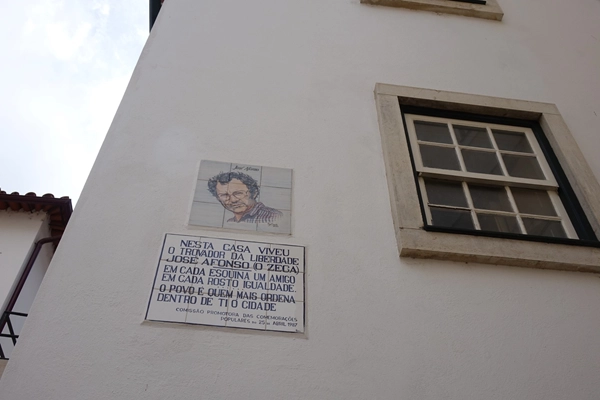 José Afonso
NESTA CASA VIVEU
O TROVADOR DA LIBERDADE
JOSÉ AFONSO (O ZECA)
EM CADA ESQUINA UM AMIGO
EM CADA ROSTO IGUALDADE.
O POVO E QUEM MAIS ORDENA
DENTRO DE TI O CIDADE
COMISSÃO PROMOTORA DAS COMEMORAÇÕES
POPULARES DO 25 DE ABRIL 1987